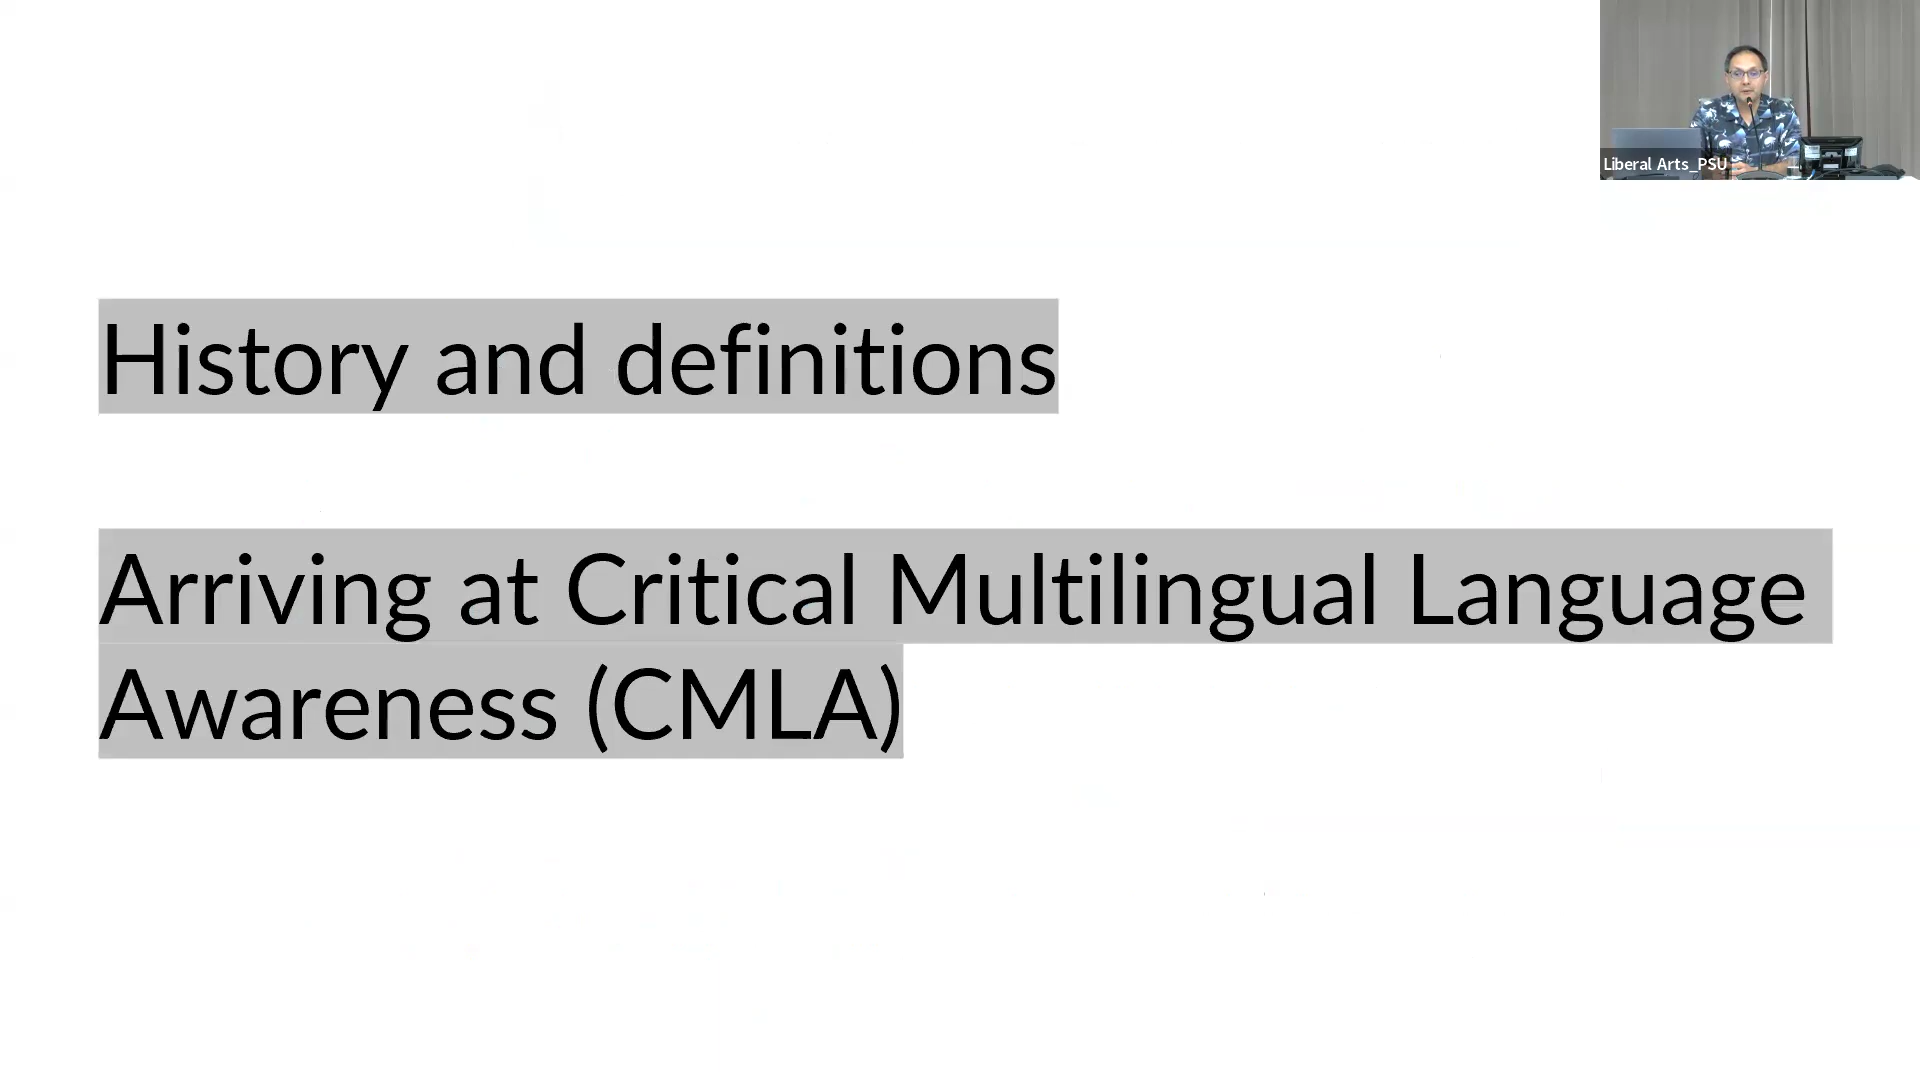 Liberal Arts_PSU
History and definitions
Arriving at Critical Multilingual Language
Awareness (CMLA)